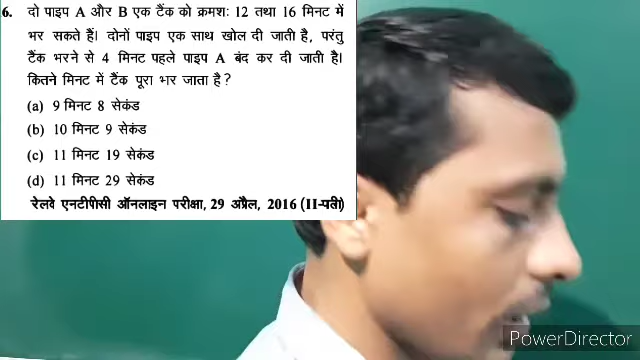 6. दो पाइप A और B एक टैंक को क्रमशः 12 तथा 16 मिनट में
भर सकते हैं। दोनों पाइप एक साथ खोल दी जाती है, परंतु
टैंक भरने से 4 मिनट पहले पाइप A बंद कर दी जाती है।
कितने मिनट में टैंक पूरा भर जाता है?
(a) 9 मिनट 8 सेकंड
(b) 10 मिनट 9 सेकंड
(c) 11 मिनट 19 सेकंड
(d) 11 मिनट 29 सेकंड
रेलवे एनटीपीसी ऑनलाइन परीक्षा, 29 अप्रैल, 2016 (II-पाली)
PowerDirector